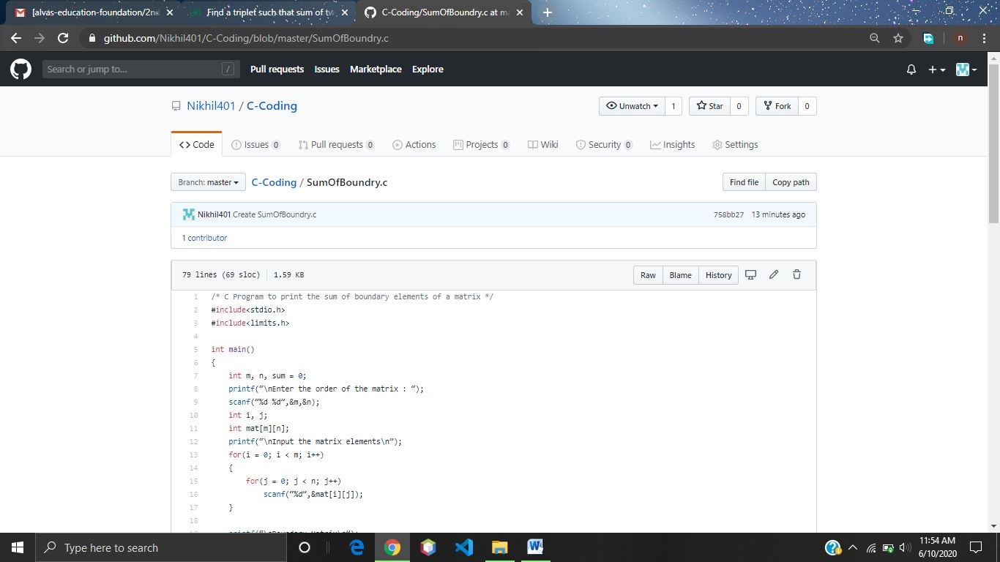 [alvas-education-foundation/2nd
Find a triplet such that sum of tw
C-Coding/SumOfBoundry.c at ma
github.com/Nikhil401/C-Coding/blob/master/SumOfBoundry.c
n
Search or jump to...
/
Pull requests Issues Marketplace Explore
Nikhil401 / C-Coding
Unwatch 1 Star 0 Fork 0
Code Issues 0 Pull requests 0 Actions Projects 0 Wiki Security 0 Insights Settings
Branch: master C-Coding / SumOfBoundry.c Find file Copy path
Nikhil401 Create SumOfBoundry.c 758bb27 13 minutes ago
1 contributor
79 lines (69 sloc) 1.59 KB Raw Blame History
1 /* C Program to print the sum of boundary elements of a matrix */
2 #include<stdio.h>
3 #include<limits.h>
4
5 int main()
6 {
7 int m, n, sum = 0;
8 printf(“\nEnter the order of the matrix : “);
9 scanf(“%d %d”,&m,&n);
10 int i, j;
11 int mat[m][n];
12 printf(“\nInput the matrix elements\n”);
13 for(i = 0; i < m; i++)
14 {
15 for(j = 0; j < n; j++)
16 scanf(“%d”,&mat[i][j]);
17 }
18
Type here to search
11:54 AM
6/10/2020